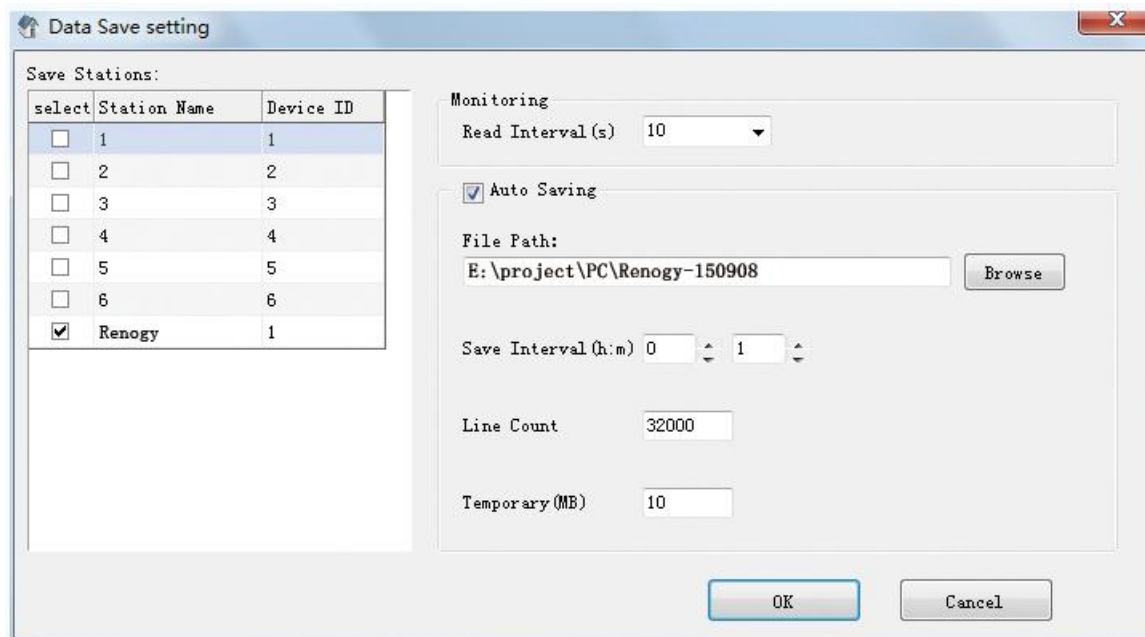 Data Save setting
x
Save Stations:
select Station Name Device ID
1 1
2 2
3 3
4 4
5 5
6 6
Renogy 1
Monitoring
Read Interval(s) 10
Auto Saving
File Path:
E:\project\PC\Renogy-150908 Browse
Save Interval(h:m) 0 1
Line Count 32000
Temporary(MB) 10
OK Cancel